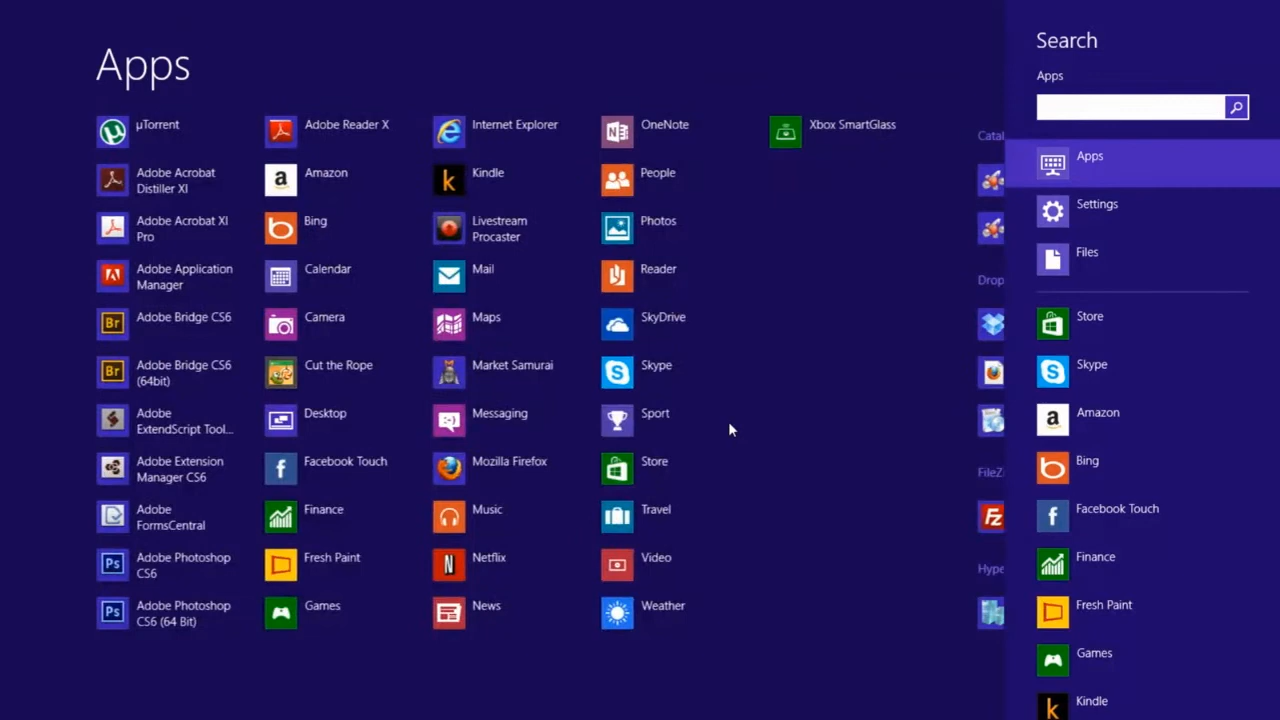 Apps
µTorrent
Adobe Acrobat
Distiller XI
Adobe Acrobat XI
Pro
Adobe Application
Manager
Adobe Bridge CS6
Adobe Bridge CS6
(64bit)
Adobe
ExtendScript Tool...
Adobe Extension
Manager CS6
Adobe
FormsCentral
Adobe Photoshop
CS6
Adobe Photoshop
CS6 (64 Bit)
Adobe Reader X
Amazon
Bing
Calendar
Camera
Cut the Rope
Desktop
Facebook Touch
Finance
Fresh Paint
Games
Internet Explorer
Kindle
Livestream
Procaster
Mail
Maps
Market Samurai
Messaging
Mozilla Firefox
Music
Netflix
News
OneNote
People
Photos
Reader
SkyDrive
Skype
Sport
Store
Travel
Video
Weather
Xbox SmartGlass
Catal
Drop
FileZ
Hype
Search
Apps
Apps
Settings
Files
Store
Skype
Amazon
Bing
Facebook Touch
Finance
Fresh Paint
Games
Kindle